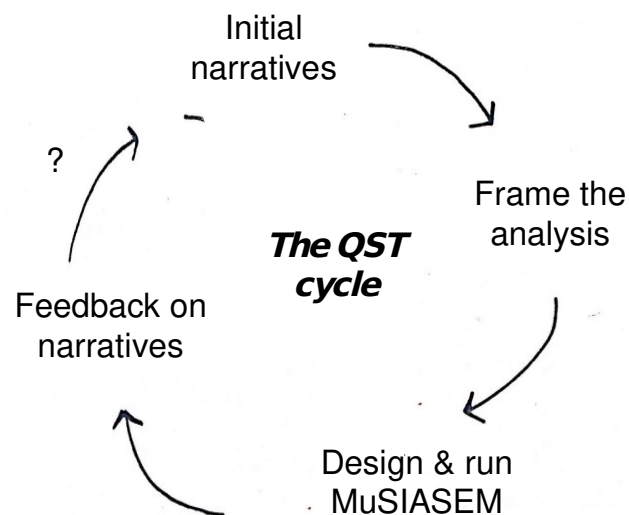 Initial
narratives
?
Frame the
analysis
The QST
cycle
Feedback on
narratives
Design & run
MuSIASEM